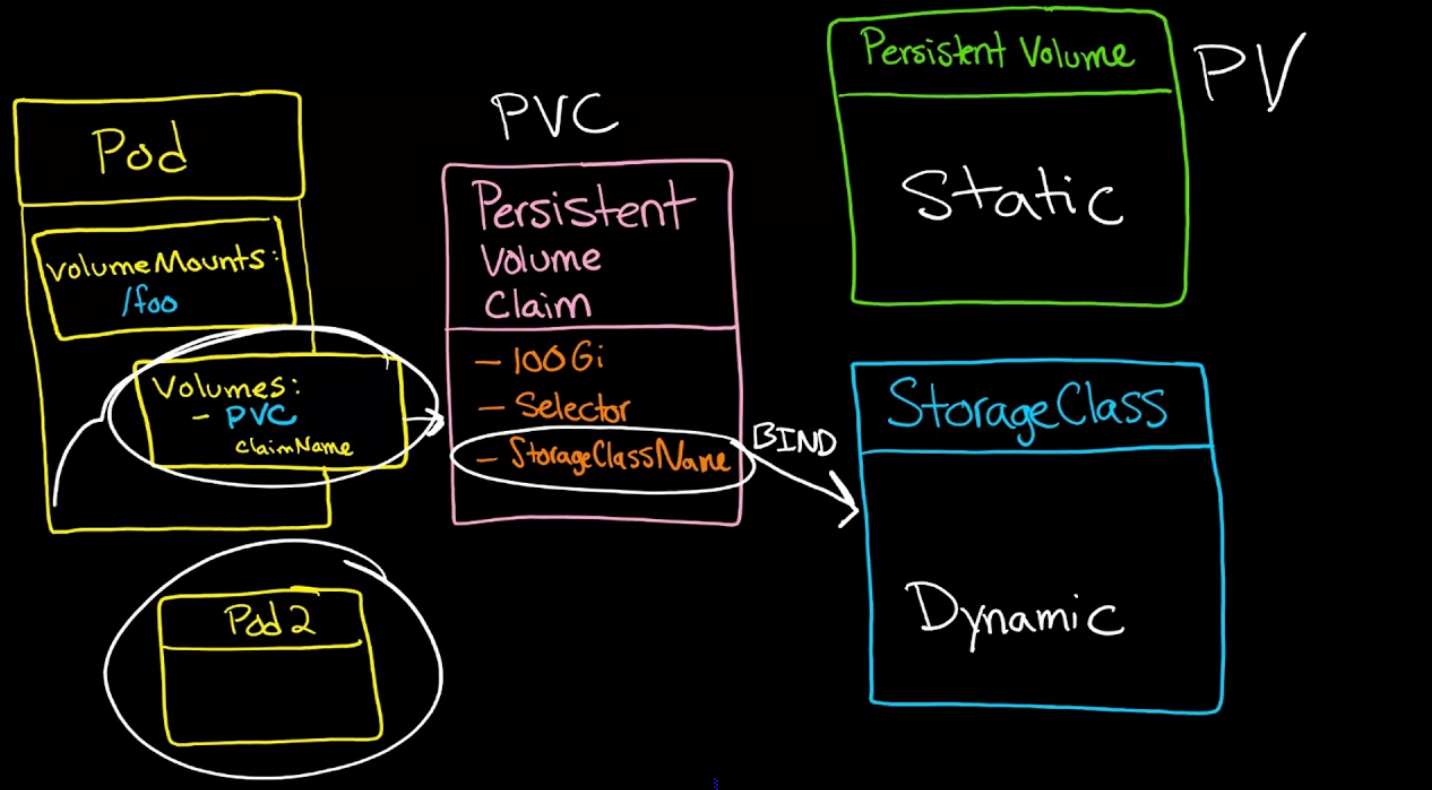 Pod
volumeMounts:
/foo
Volumes:
- PVC
claimName
Pod 2
PVC
Persistent
Volume
Claim
- 100Gi
- Selector
- StorageClassName
BIND
Persistent Volume
PV
Static
StorageClass
Dynamic